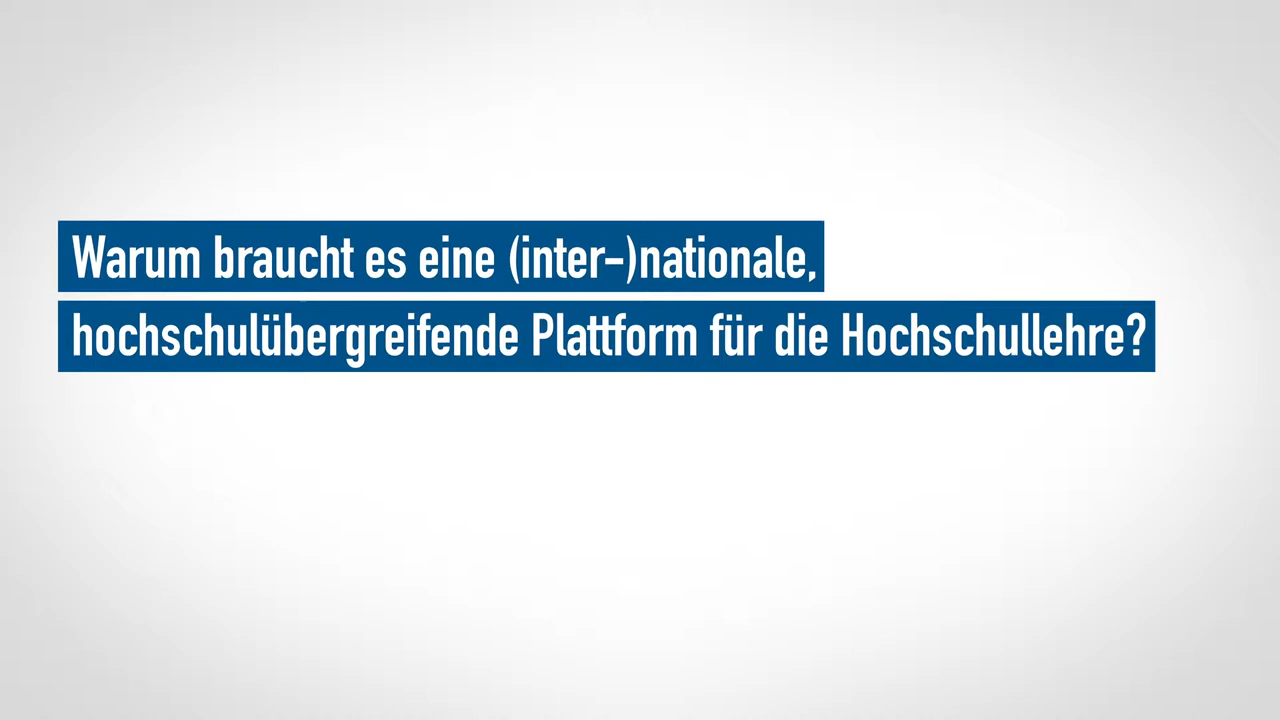 Warum braucht es eine (inter-)nationale,
hochschulübergreifende Plattform für die Hochschullehre?